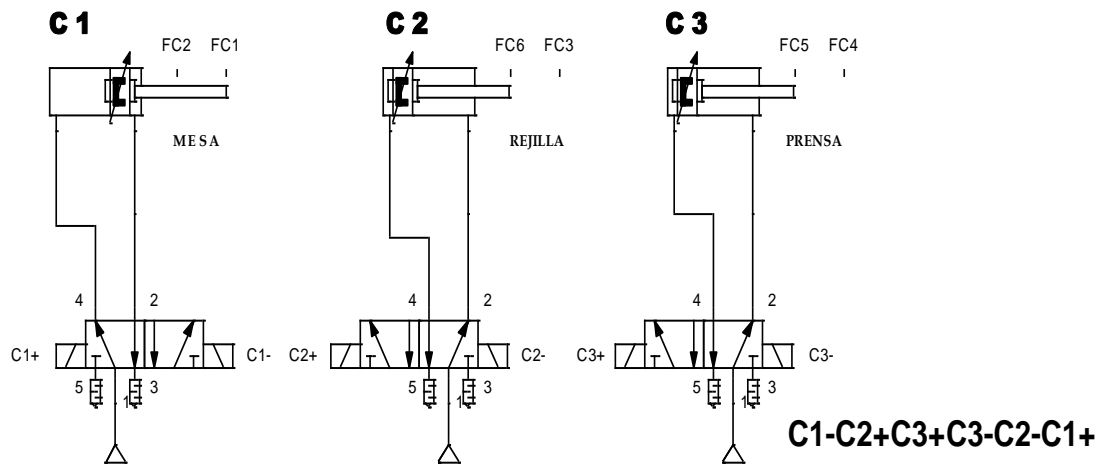 C 1
C 2
C 3
FC2 FC1
FC6 FC3
FC5 FC4
MESA
REJILLA
PRENSA
4 2
4 2
4 2
C1+ C1-
C2+ C2-
C3+ C3-
5 1 3
5 1 3
5 1 3
C1-C2+C3+C3-C2-C1+